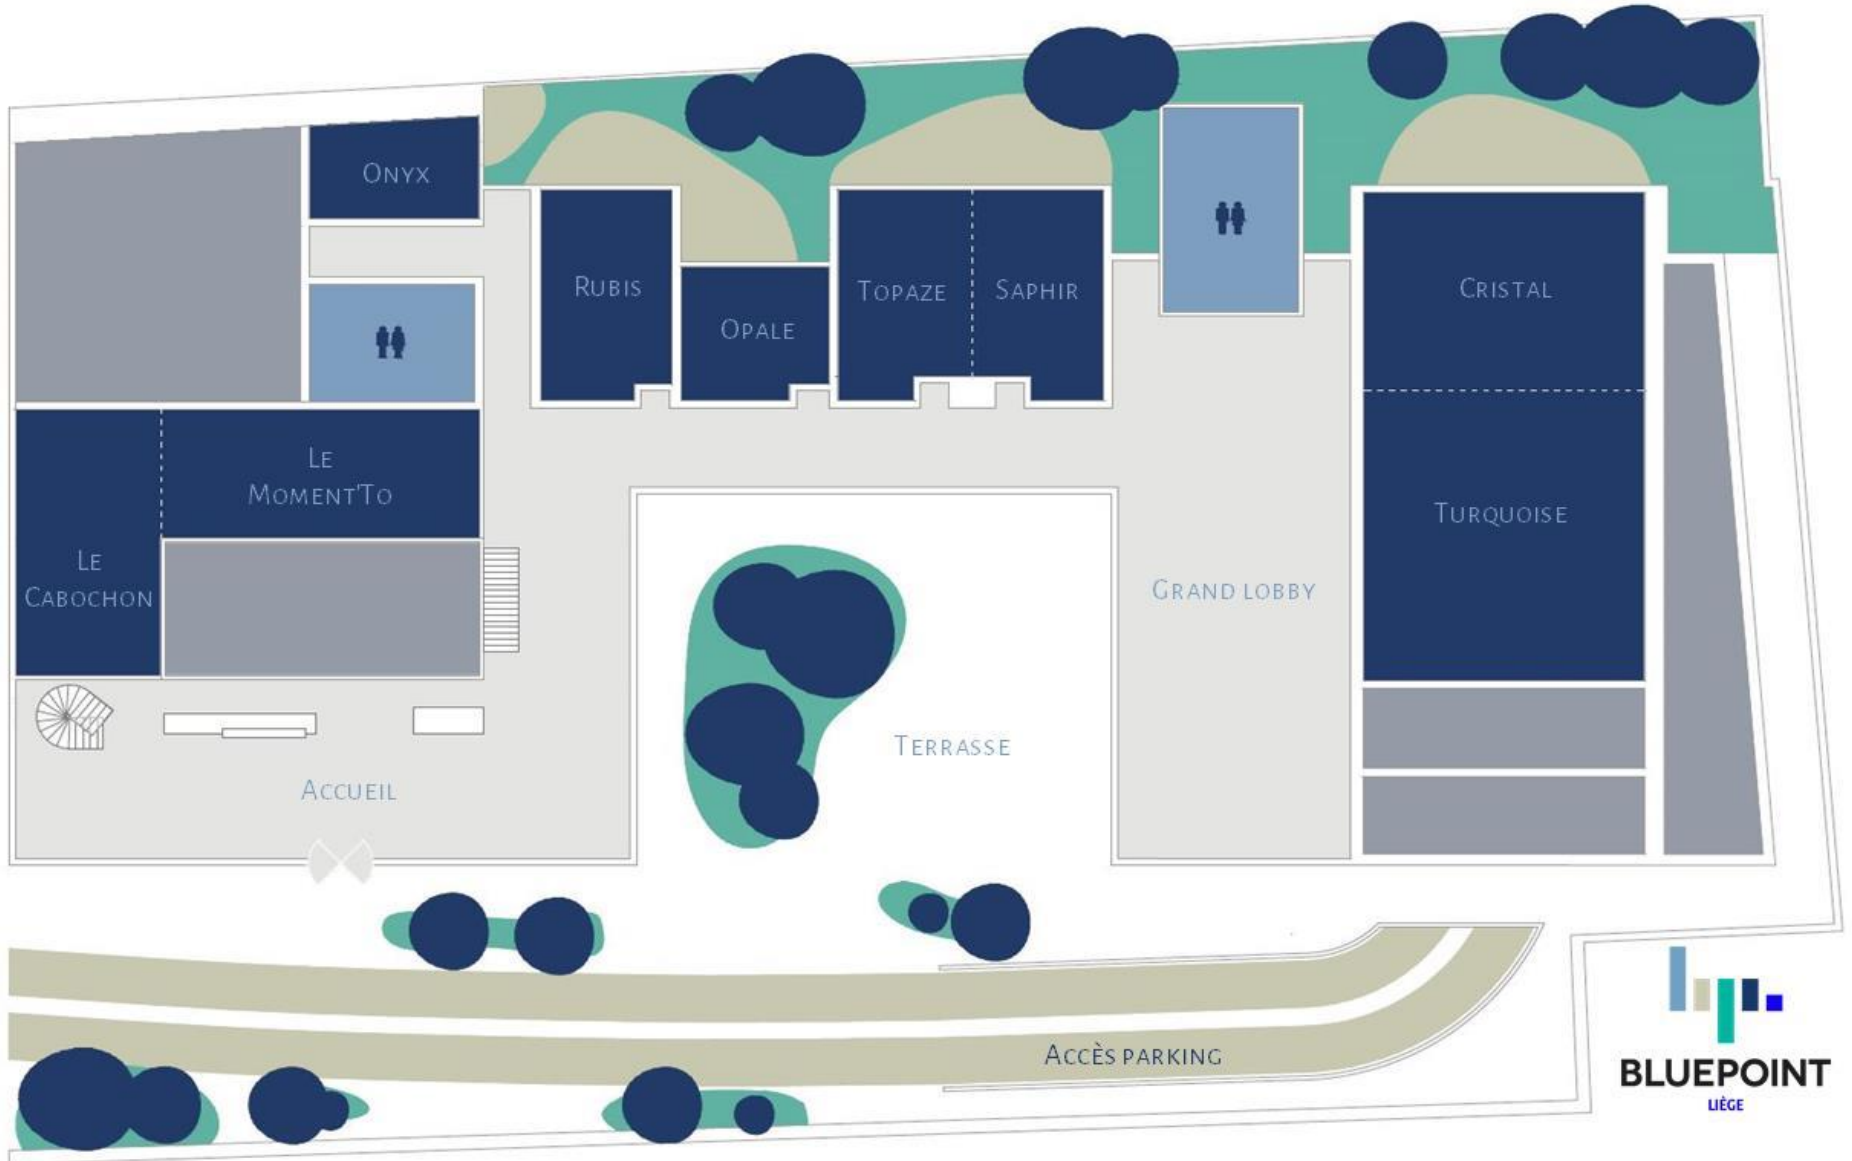 Onyx
Rubis
Opale
Topaze
Saphir
Cristal
Le
Moment'To
Le
Cabochon
Turquoise
Grand lobby
Terrasse
Accueil
Accès parking
BLUEPOINT
LIÈGE